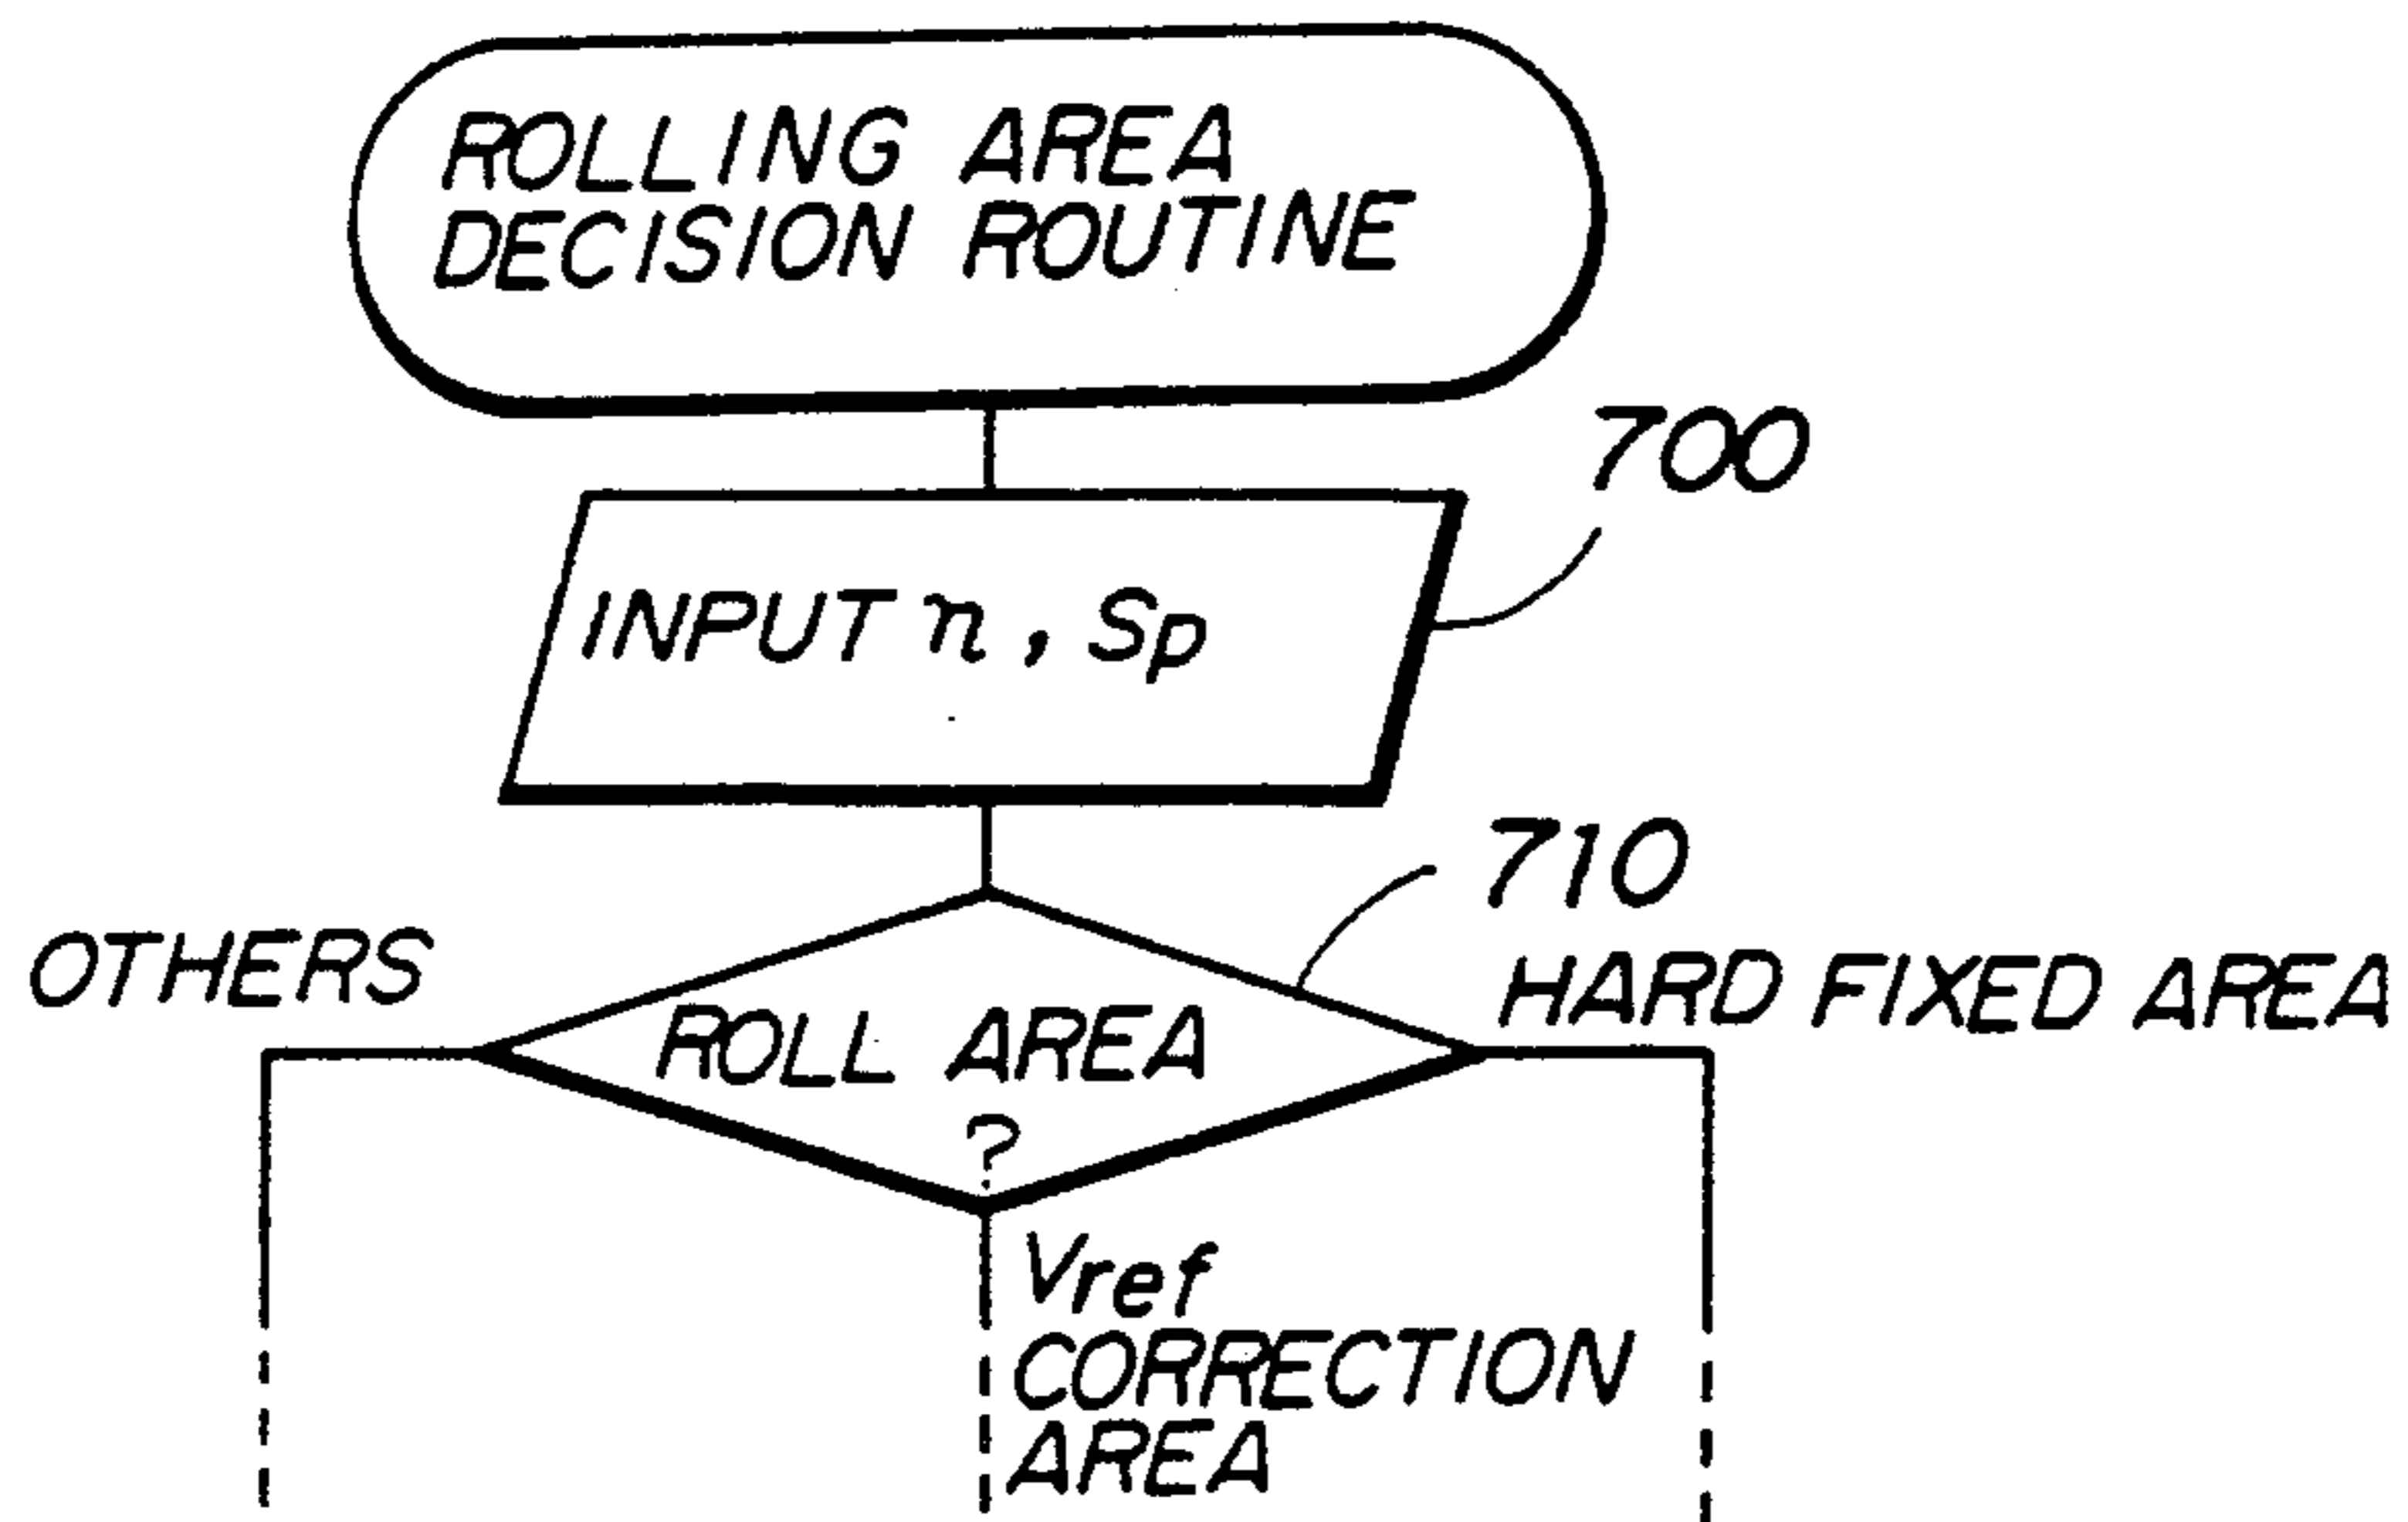 ROLLING AREA
DECISION ROUTINE
700
INPUT n, Sp
710
OTHERS
HARD FIXED AREA
ROLL AREA
?
Vref
CORRECTION
AREA